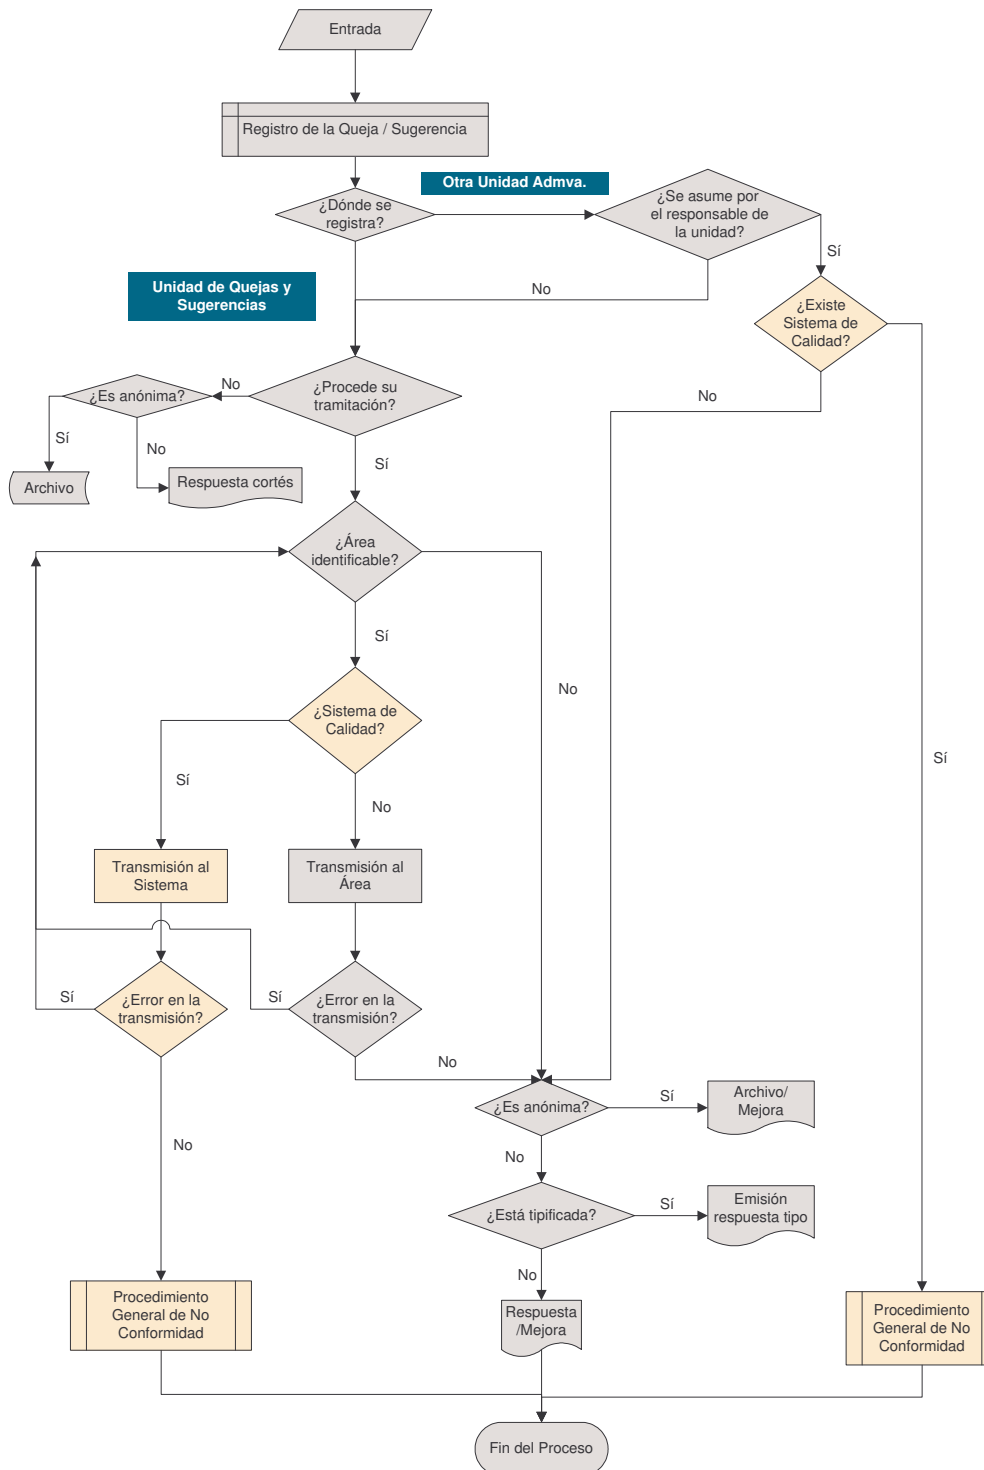 Entrada
Registro de la Queja / Sugerencia
Otra Unidad Admva.
¿Dónde se
registra?
¿Se asume por
el responsable de
la unidad?
Sí
No
Unidad de Quejas y
Sugerencias
¿Existe
Sistema de
Calidad?
No
¿Procede su
tramitación?
No
¿Es anónima?
Sí
No
Archivo
Respuesta cortés
Sí
¿Área
identificable?
Sí
No
¿Sistema de
Calidad?
Sí
No
Sí
Transmisión al
Sistema
Transmisión al
Área
¿Error en la
transmisión?
Sí
¿Error en la
transmisión?
Sí
No
No
¿Es anónima?
Sí
Archivo/
Mejora
No
¿Está tipificada?
Sí
Emisión
respuesta tipo
No
Respuesta
/Mejora
Procedimiento
General de No
Conformidad
Procedimiento
General de No
Conformidad
Fin del Proceso